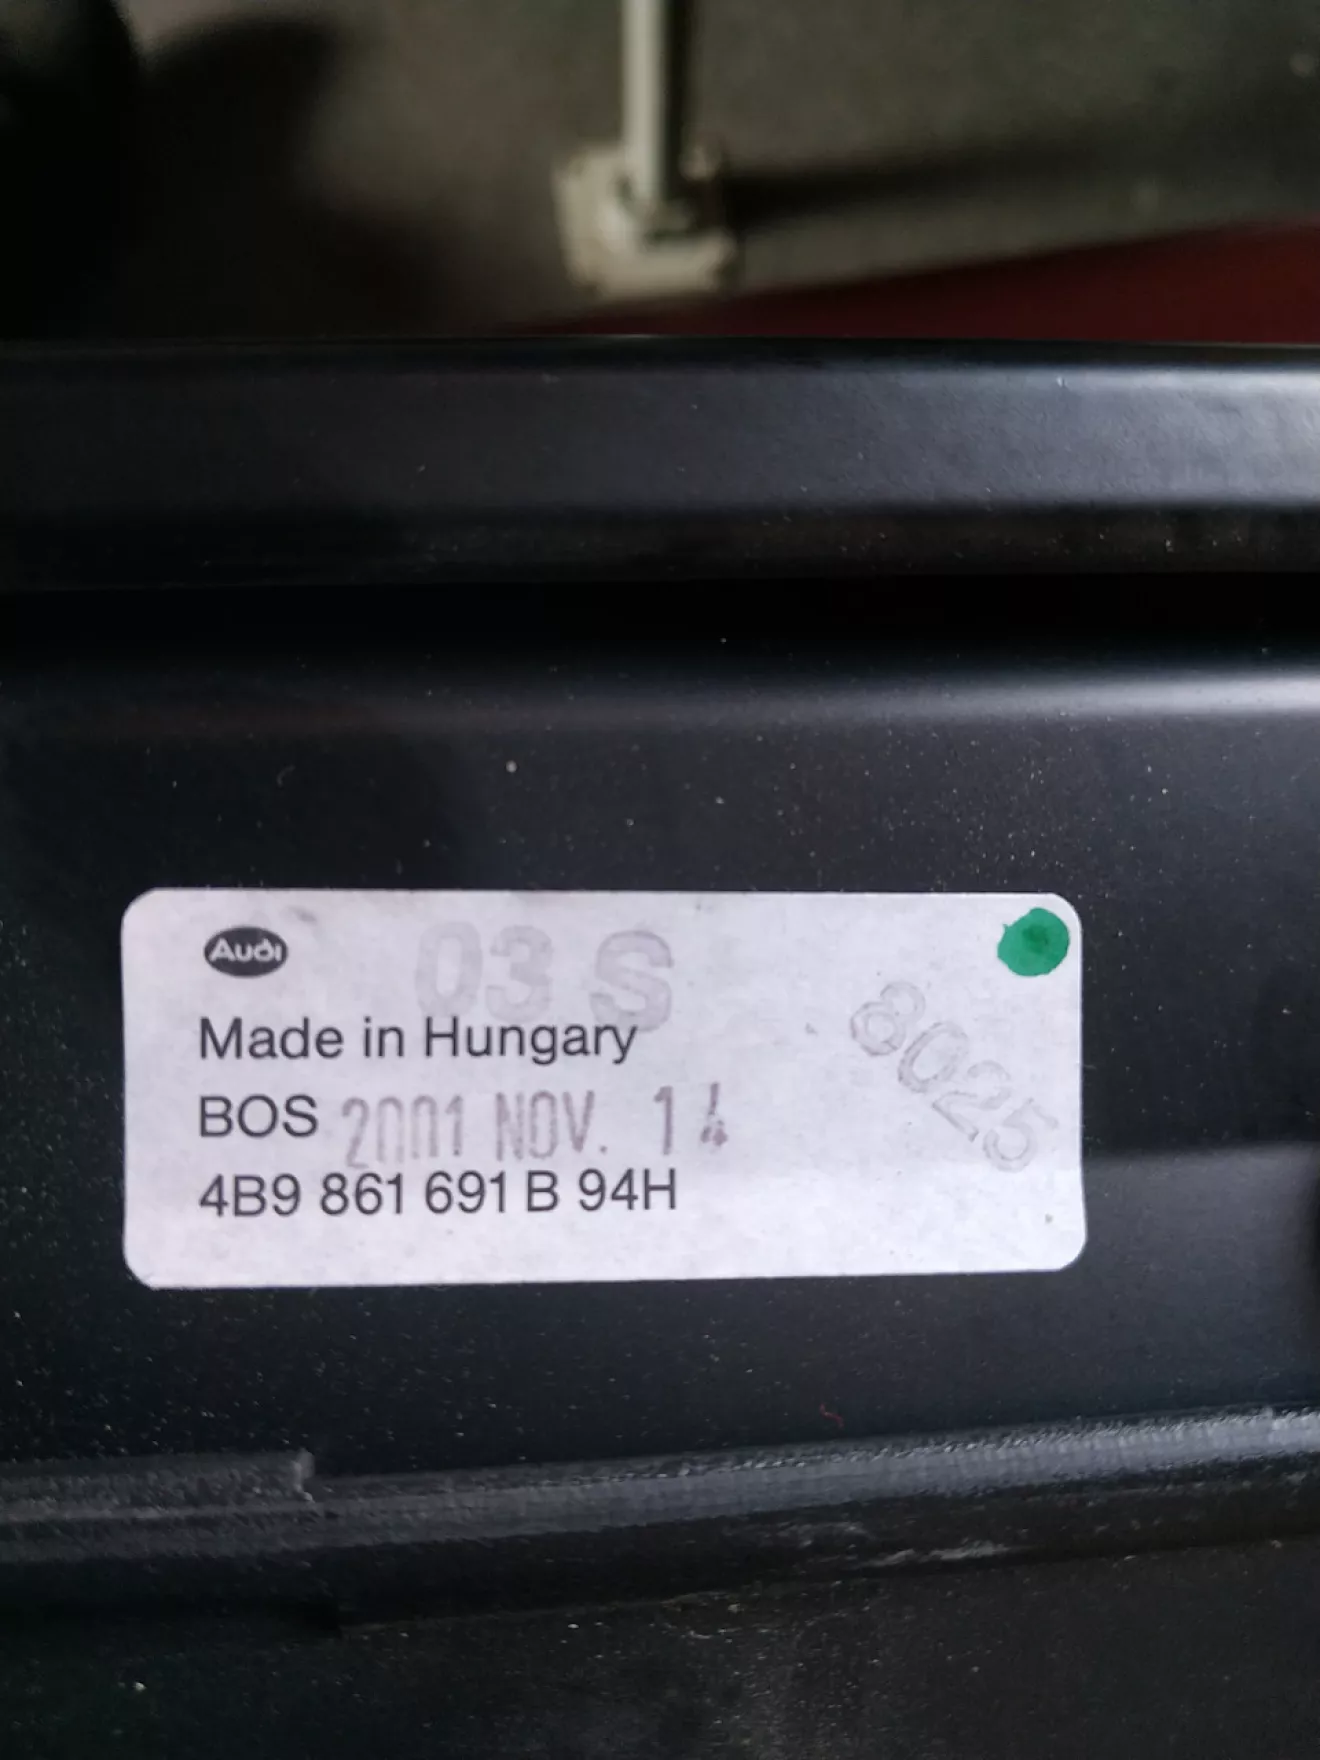 Audi 03 S
Made in Hungary
BOS 2001 NOV. 14
8025
4B9 861 691 B 94H